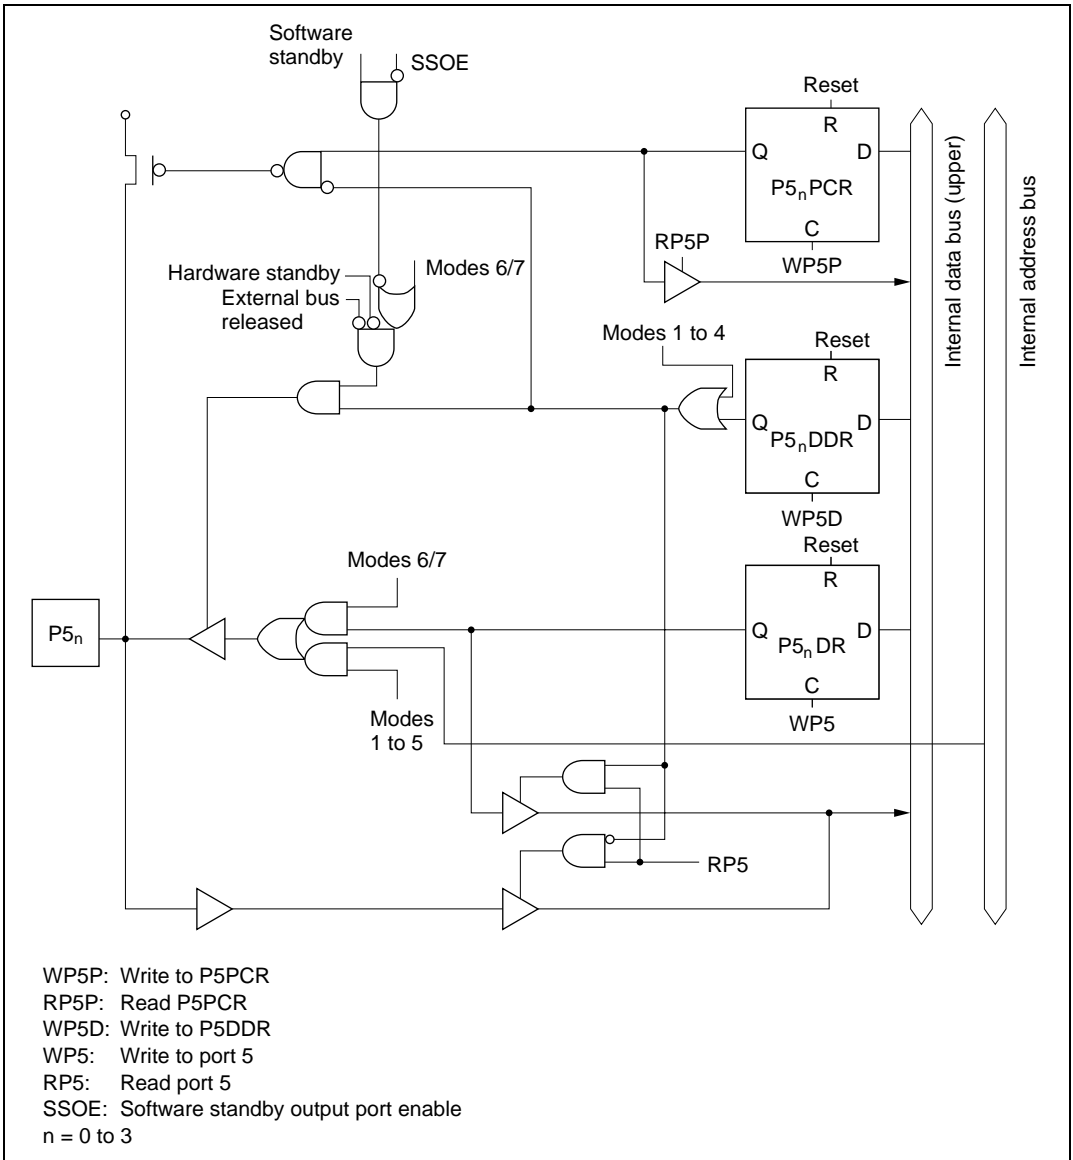 Software
standby
SSOE
Reset
R
Q D
P5nPCR
C
WP5P
RP5P
Internal data bus (upper)
Internal address bus
Hardware standby
External bus
released
Modes 6/7
Modes 1 to 4
Reset
R
Q D
P5nDDR
C
WP5D
Reset
R
Q D
P5nDR
C
WP5
Modes 6/7
P5n
Modes
1 to 5
RP5
WP5P: Write to P5PCR
RP5P: Read P5PCR
WP5D: Write to P5DDR
WP5: Write to port 5
RP5: Read port 5
SSOE: Software standby output port enable
n = 0 to 3